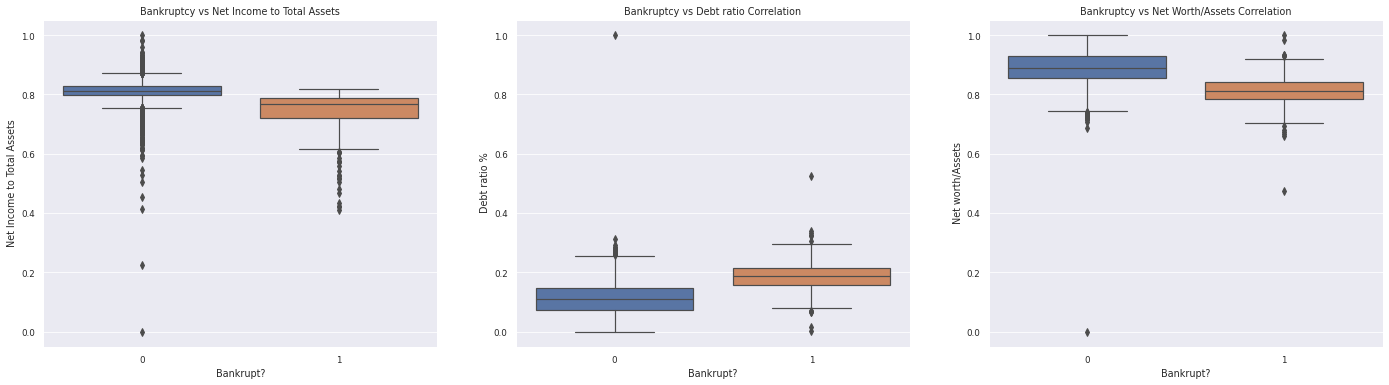 Bankruptcy vs Net Income to Total Assets
Net Income to Total Assets
1.0
0.8
0.6
0.4
0.2
0.0
0 1
Bankrupt?
Bankruptcy vs Debt ratio Correlation
Debt ratio %
1.0
0.8
0.6
0.4
0.2
0.0
0 1
Bankrupt?
Bankruptcy vs Net Worth/Assets Correlation
Net worth/Assets
1.0
0.8
0.6
0.4
0.2
0.0
0 1
Bankrupt?